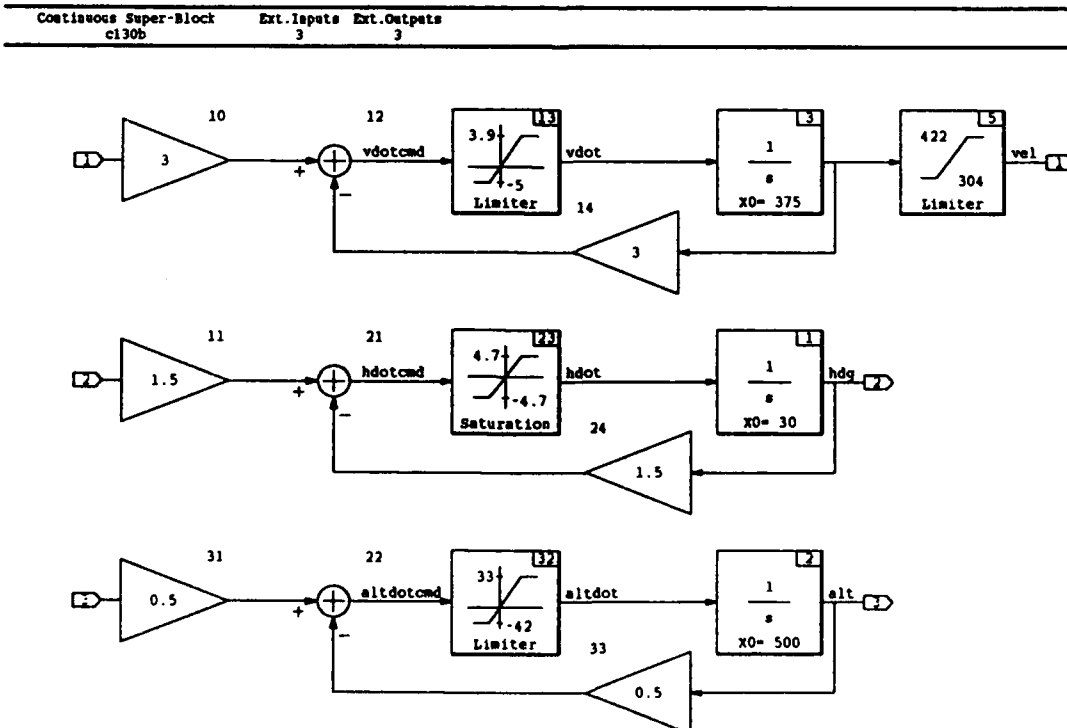 Continuous Super-Block Ext.Inputs Ext.Outputs
c130b 3 3
10 12 13 3 5
1 3 + − vdotcmd 3.9 -5 Limiter vdot 1 s X0= 375 422 304 Limiter vel 1
14
3
11 21 23 1
2 1.5 + − hdotcmd 4.7 -4.7 Saturation hdot 1 s X0= 30 hdg 2
24
1.5
31 22 32 2
3 0.5 + − altdotcmd 33 -42 Limiter altdot 1 s X0= 500 alt 3
33
0.5